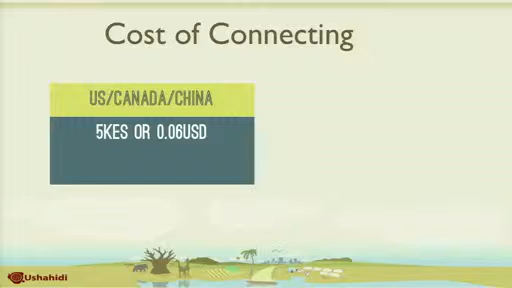 Cost of Connecting
US/CANADA/CHINA
5KES OR 0.06USD
Ushahidi